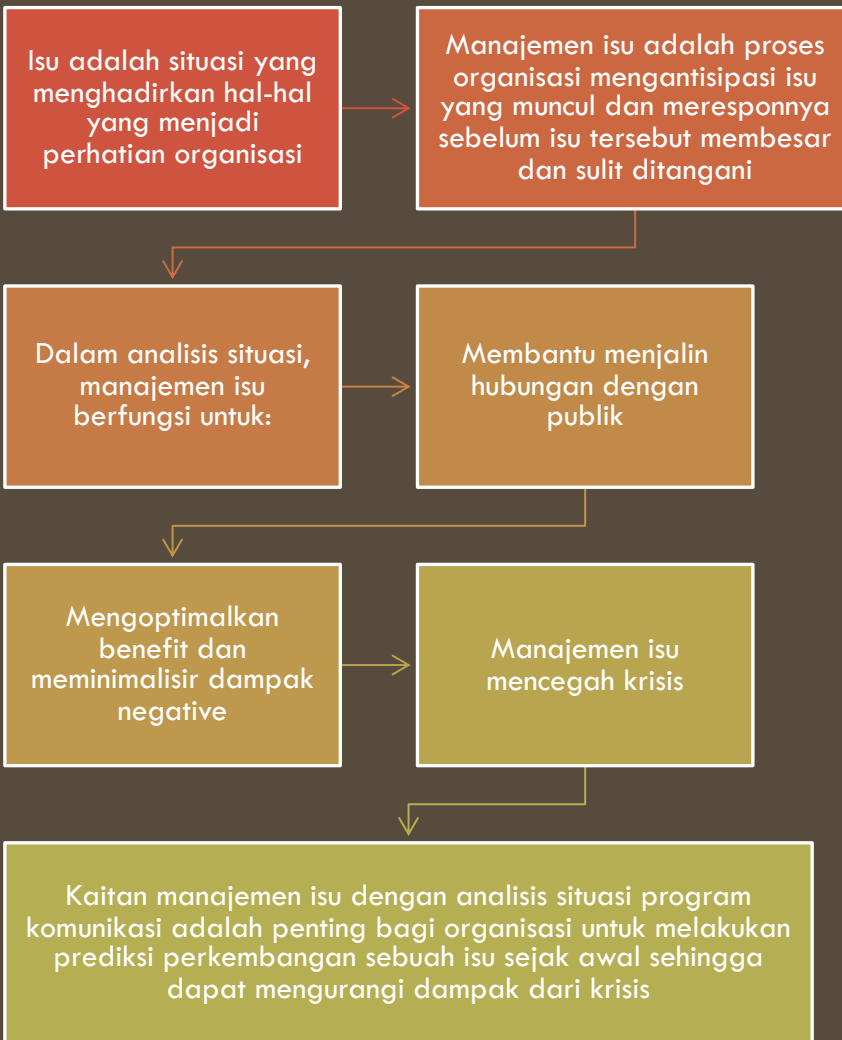 Isu adalah situasi yang
menghadirkan hal-hal
yang menjadi
perhatian organisasi
Manajemen isu adalah proses
organisasi mengantisipasi isu
yang muncul dan meresponnya
sebelum isu tersebut membesar
dan sulit ditangani
Dalam analisis situasi,
manajemen isu
berfungsi untuk:
Membantu menjalin
hubungan dengan
publik
Mengoptimalkan
benefit dan
meminimalisir dampak
negative
Manajemen isu
mencegah krisis
Kaitan manajemen isu dengan analisis situasi program
komunikasi adalah penting bagi organisasi untuk melakukan
prediksi perkembangan sebuah isu sejak awal sehingga
dapat mengurangi dampak dari krisis